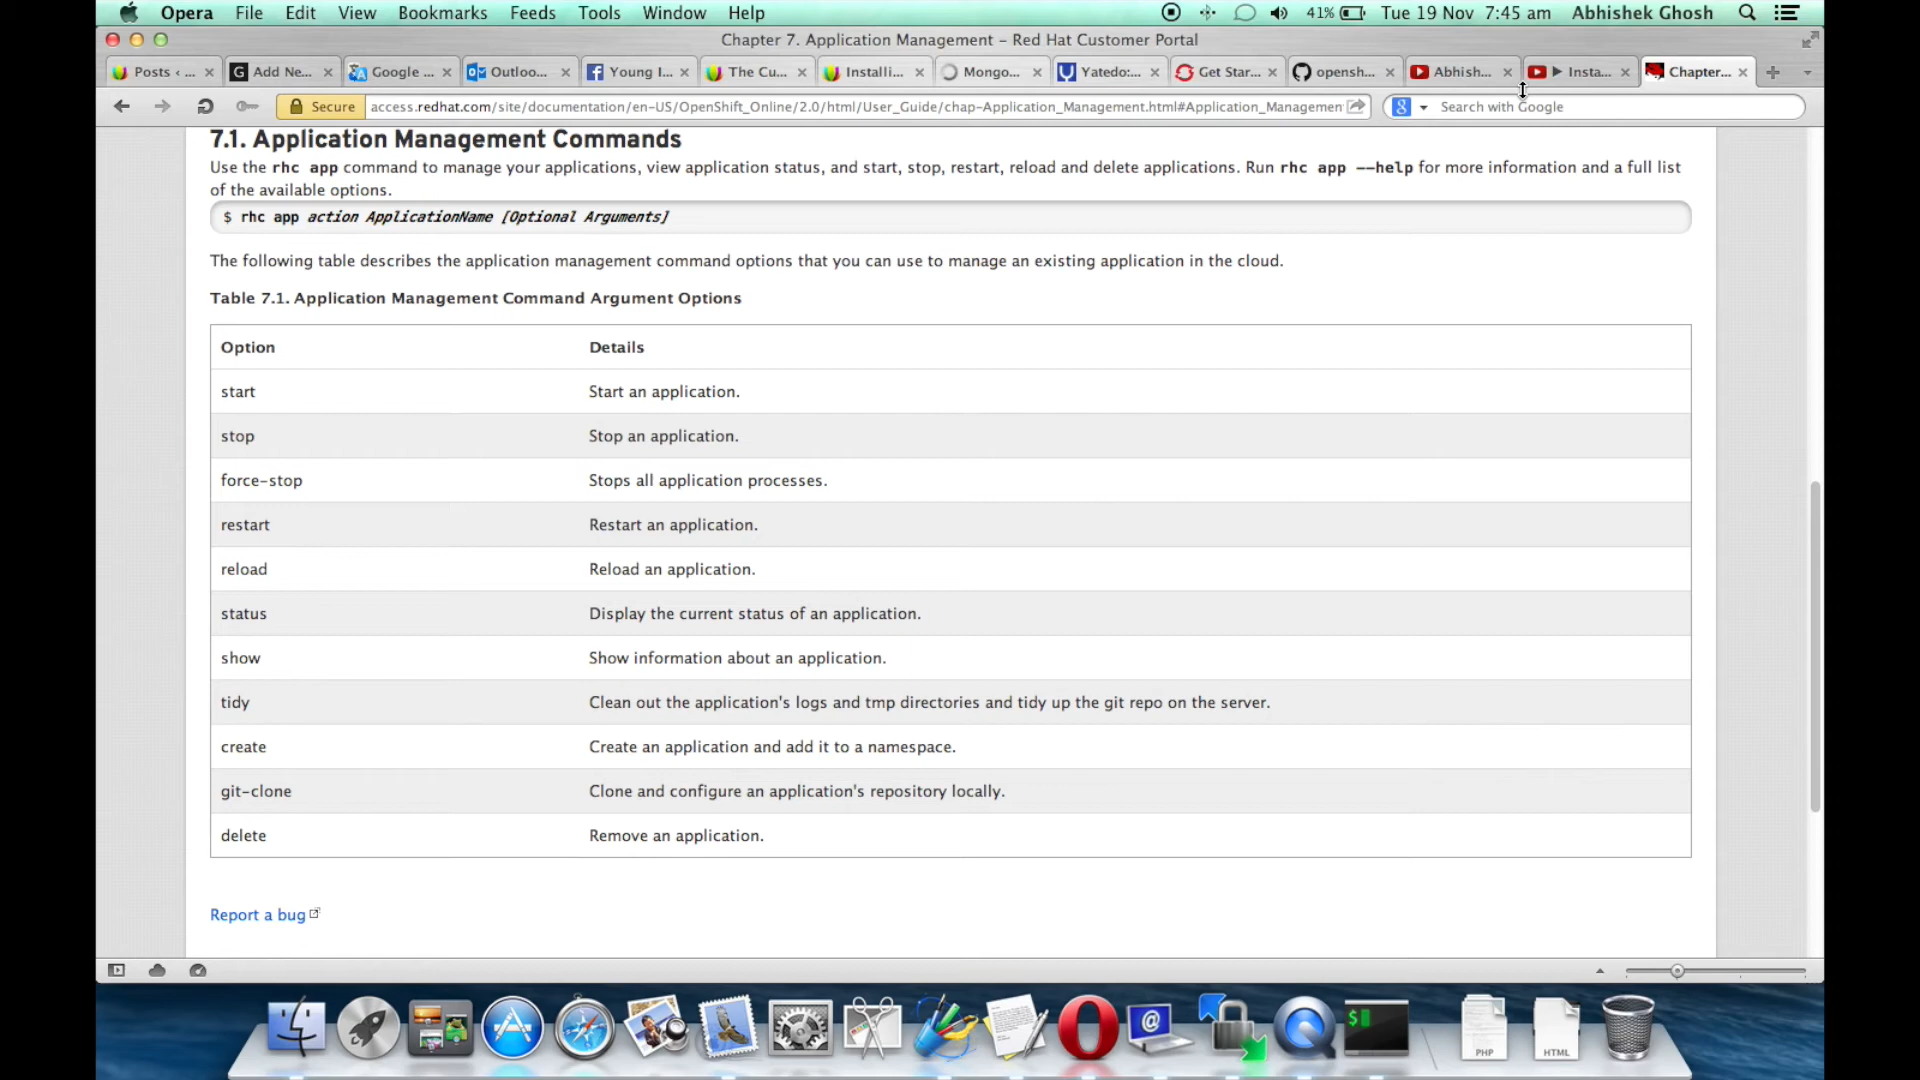 Opera File Edit View Bookmarks Feeds Tools Window Help 41% Tue 19 Nov 7:45 am Abhishek Ghosh
Chapter 7. Application Management – Red Hat Customer Portal
Posts ‹ ... Add Ne... Google ... Outloo... Young I... The Cu... Installi... Mongo... Yatedo:... Get Star... opensh... Abhish... ▶ Insta... Chapter...
Secure access.redhat.com/site/documentation/en-US/OpenShift_Online/2.0/html/User_Guide/chap-Application_Management.html#Application_Managemen Search with Google
7.1. Application Management Commands
Use the rhc app command to manage your applications, view application status, and start, stop, restart, reload and delete applications. Run rhc app --help for more information and a full list
of the available options.
$ rhc app action ApplicationName [Optional Arguments]
The following table describes the application management command options that you can use to manage an existing application in the cloud.
Table 7.1. Application Management Command Argument Options
Option Details
start Start an application.
stop Stop an application.
force-stop Stops all application processes.
restart Restart an application.
reload Reload an application.
status Display the current status of an application.
show Show information about an application.
tidy Clean out the application's logs and tmp directories and tidy up the git repo on the server.
create Create an application and add it to a namespace.
git-clone Clone and configure an application's repository locally.
delete Remove an application.
Report a bug
PHP HTML